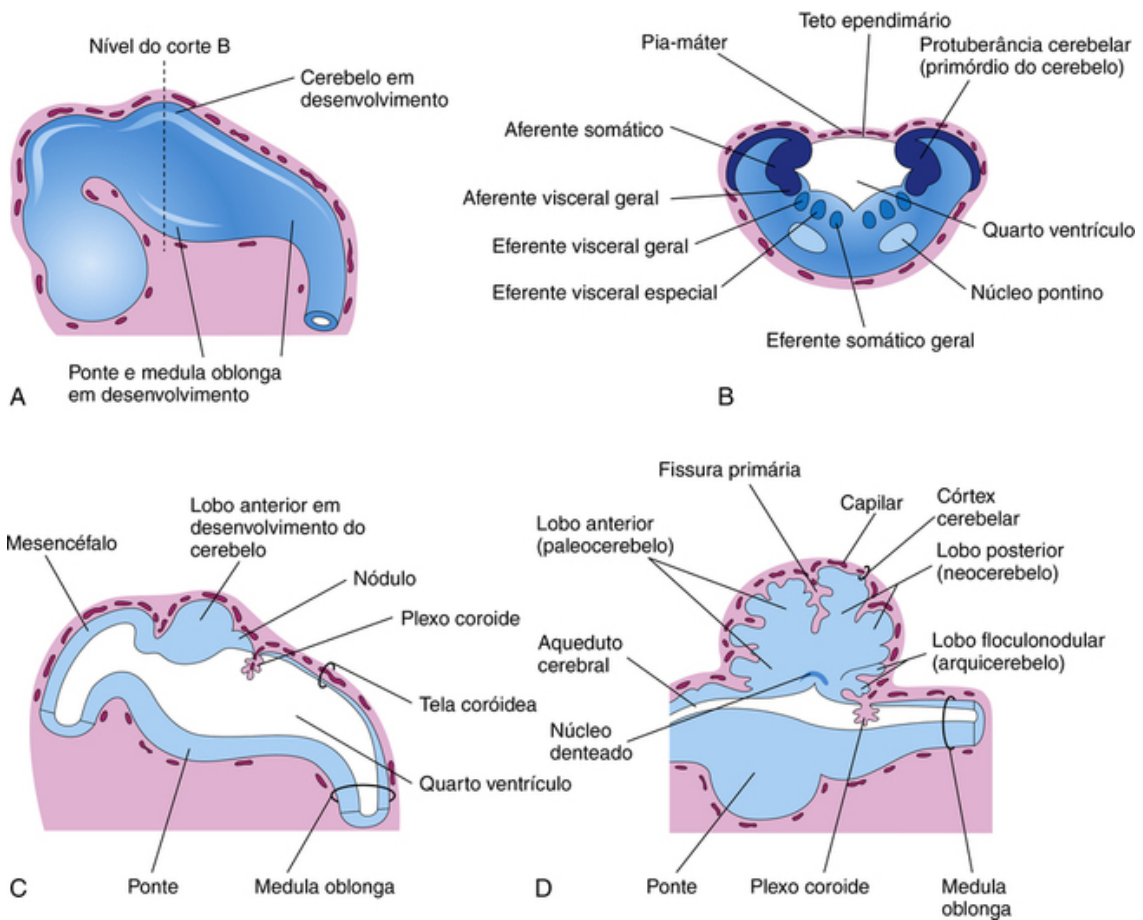 Nível do corte B
Cerebelo em
desenvolvimento
Ponte e medula oblonga
em desenvolvimento
A
Teto ependimário
Pia-máter
Protuberância cerebelar
(primórdio do cerebelo)
Aferente somático
Aferente visceral geral
Eferente visceral geral
Eferente visceral especial
Quarto ventrículo
Núcleo pontino
Eferente somático geral
B
Lobo anterior em
desenvolvimento do
cerebelo
Mesencéfalo
Nódulo
Plexo coroide
Tela coróidea
Quarto ventrículo
Ponte
Medula oblonga
C
Fissura primária
Capilar
Córtex
cerebelar
Lobo anterior
(paleocerebelo)
Lobo posterior
(neocerebelo)
Aqueduto
cerebral
Lobo floculonodular
(arquicerebelo)
Núcleo
denteado
Ponte
Plexo coroide
Medula
oblonga
D